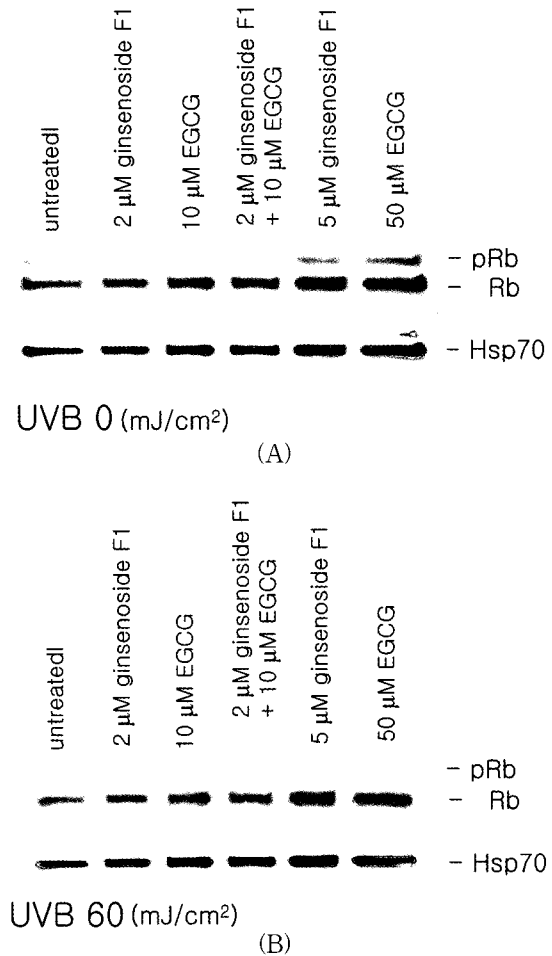 untreatedl
2 μM ginsenoside F1
10 μM EGCG
2 μM ginsenoside F1
+ 10 μM EGCG
5 μM ginsenoside F1
50 μM EGCG
- pRb
- Rb
- Hsp70
UVB 0 (mJ/cm²)
(A)
untreatedl
2 μM ginsenoside F1
10 μM EGCG
2 μM ginsenoside F1
+ 10 μM EGCG
5 μM ginsenoside F1
50 μM EGCG
- pRb
- Rb
- Hsp70
UVB 60 (mJ/cm²)
(B)